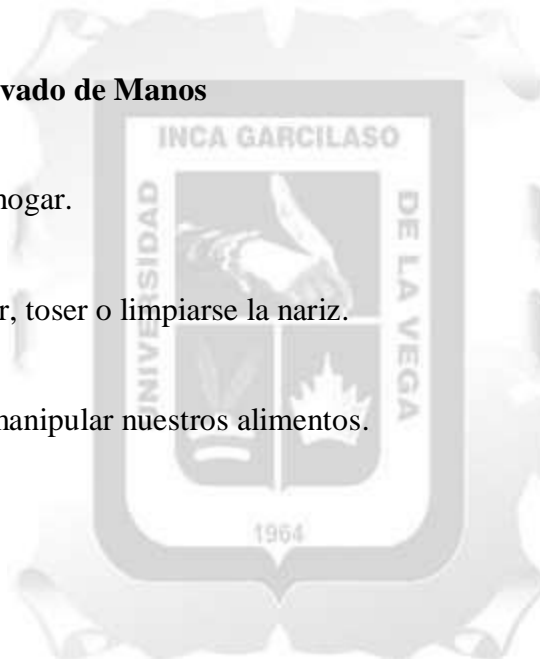 vado de Manos
INCA GARCILASO
hogar.
UNIVERSIDAD
DE LA VEGA
r, toser o limpiarse la nariz.
manipular nuestros alimentos.
1964